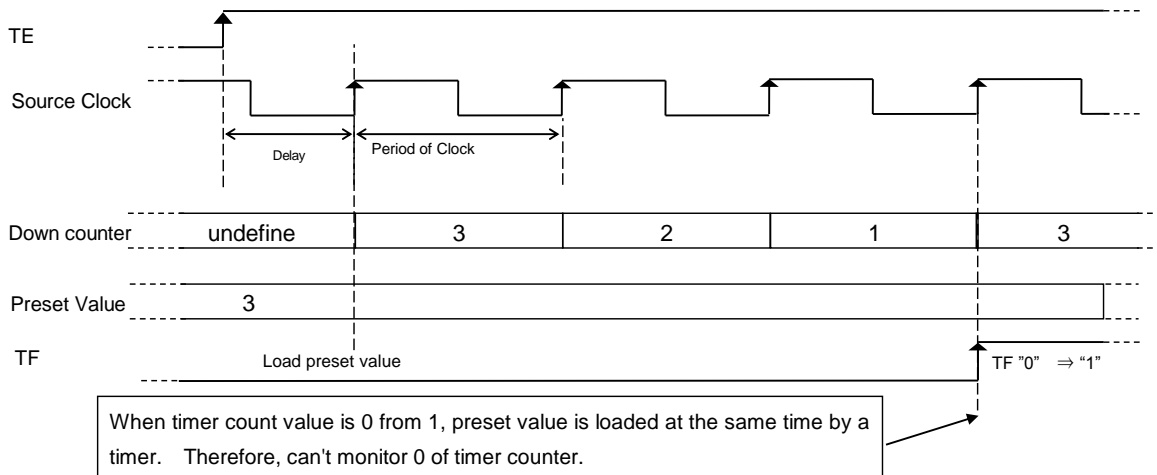 TE
Source Clock
Delay
Period of Clock
Down counter
undefine
3
2
1
3
Preset Value
3
TF
Load preset value
TF "0" ⇒ “1”
When timer count value is 0 from 1, preset value is loaded at the same time by a
timer. Therefore, can't monitor 0 of timer counter.